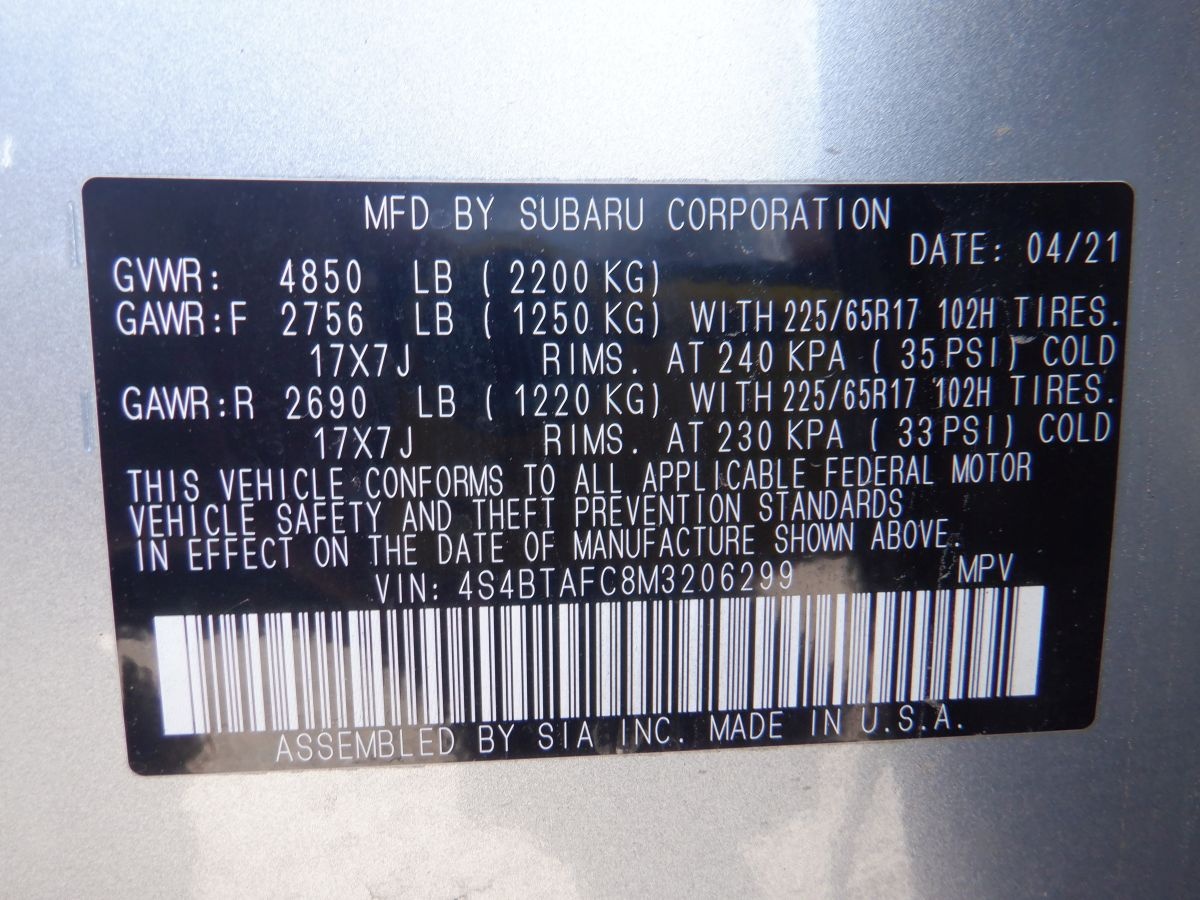 MFD BY SUBARU CORPORATION
DATE: 04/21
GVWR: 4850 LB ( 2200 KG)
GAWR:F 2756 LB ( 1250 KG) WITH 225/65R17 102H TIRES.
17X7J RIMS. AT 240 KPA ( 35 PSI) COLD
GAWR:R 2690 LB ( 1220 KG) WITH 225/65R17 102H TIRES.
17X7J RIMS. AT 230 KPA ( 33 PSI) COLD
THIS VEHICLE CONFORMS TO ALL APPLICABLE FEDERAL MOTOR
VEHICLE SAFETY AND THEFT PREVENTION STANDARDS
IN EFFECT ON THE DATE OF MANUFACTURE SHOWN ABOVE.
VIN: 4S4BTAFC8M3206299 MPV
ASSEMBLED BY SIA INC. MADE IN U.S.A.